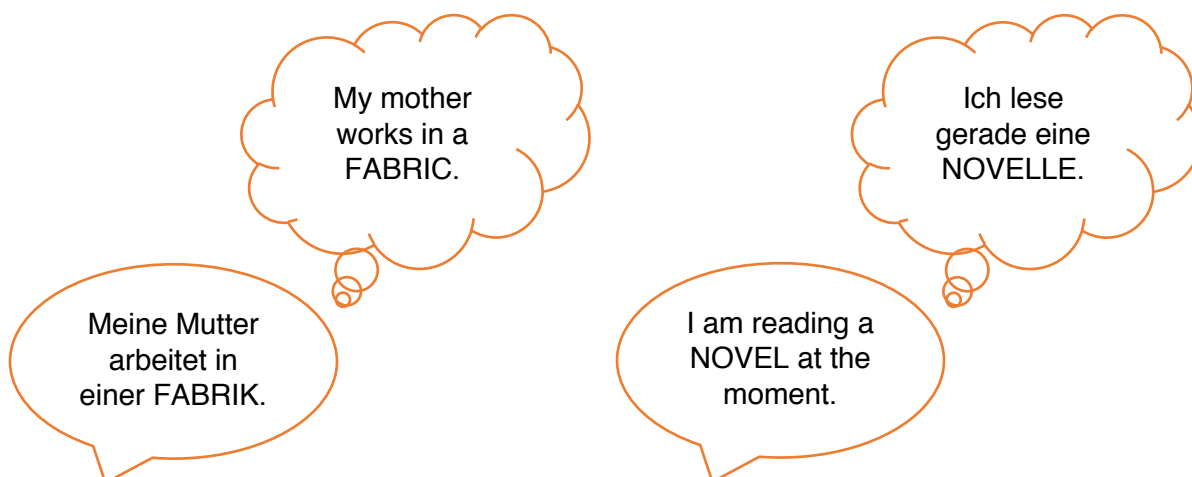 My mother
works in a
FABRIC.
Meine Mutter
arbeitet in
einer FABRIK.
Ich lese
gerade eine
NOVELLE.
I am reading a
NOVEL at the
moment.